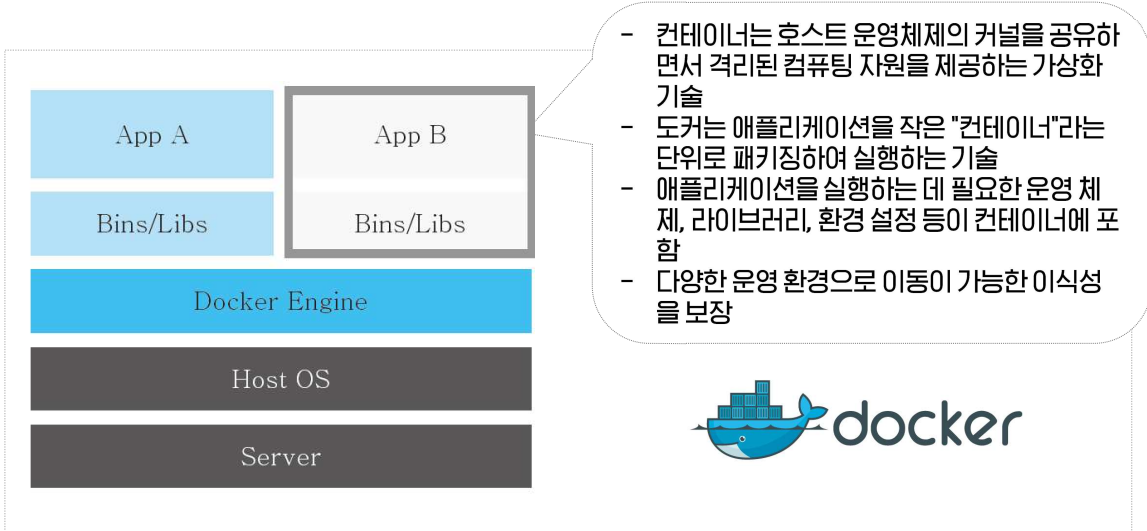 - 컨테이너는 호스트 운영체제의 커널을 공유하
면서 격리된 컴퓨팅 자원을 제공하는 가상화
기술
- 도커는 애플리케이션을 작은 "컨테이너"라는
단위로 패키징하여 실행하는 기술
- 애플리케이션을 실행하는 데 필요한 운영 체
제, 라이브러리, 환경 설정 등이 컨테이너에 포
함
- 다양한 운영 환경으로 이동이 가능한 이식성
을 보장
App A
App B
Bins/Libs
Bins/Libs
Docker Engine
Host OS
Server
docker